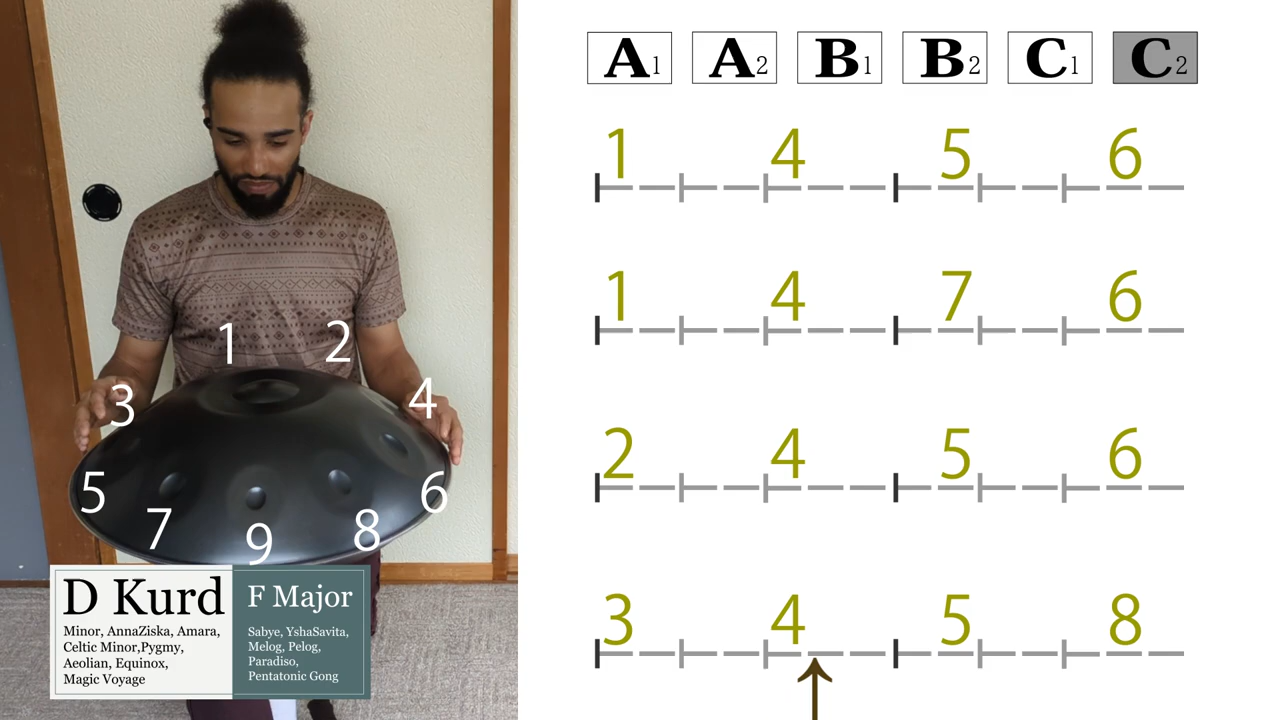 A1 A2 B1 B2 C1 C2
1 4 5 6
1 4 7 6
2 4 5 6
3 4 5 8
1 2
3 4
5 6
7 8
9
D Kurd
Minor, AnnaZiska, Amara,
Celtic Minor,Pygmy,
Aeolian, Equinox,
Magic Voyage
F Major
Sabye, YshaSavita,
Melog, Pelog,
Paradiso,
Pentatonic Gong